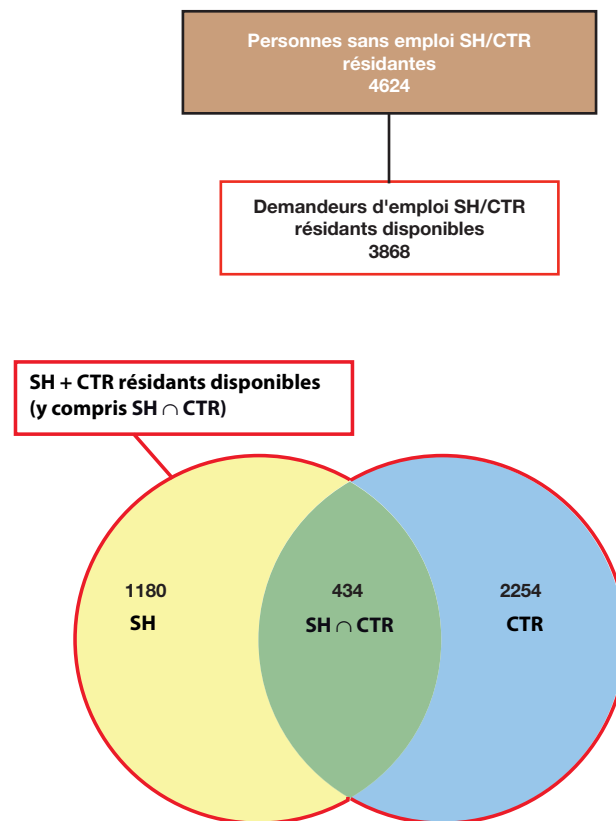 Personnes sans emploi SH/CTR
résidantes
4624
Demandeurs d'emploi SH/CTR
résidants disponibles
3868
SH + CTR résidants disponibles
(y compris SH ∩ CTR)
1180 434 2254
SH SH ∩ CTR CTR